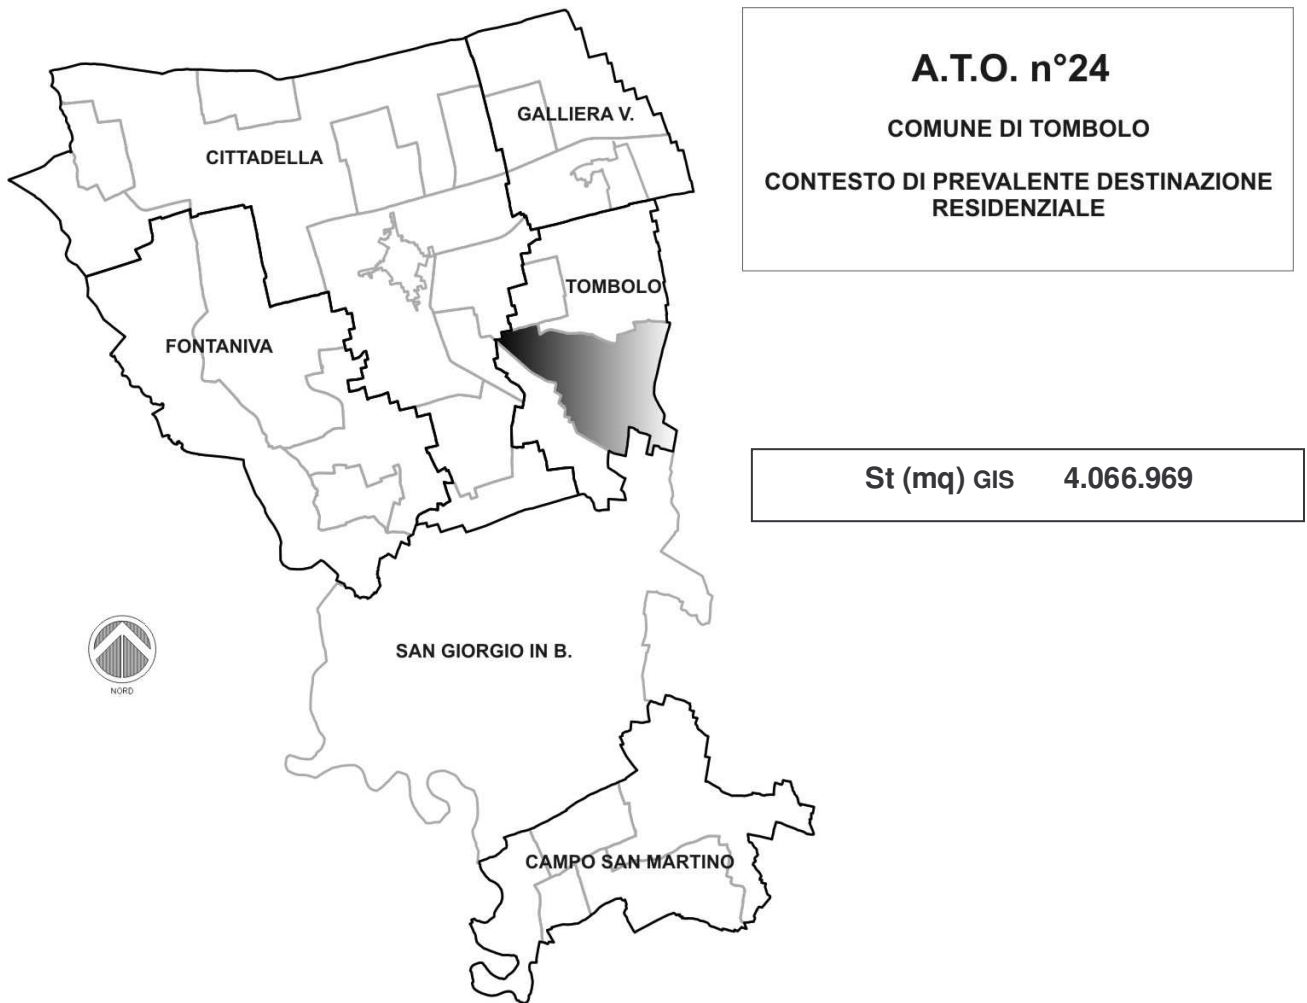 A.T.O. n°24
COMUNE DI TOMBOLO
CONTESTO DI PREVALENTE DESTINAZIONE
RESIDENZIALE
GALLIERA V.
CITTADELLA
TOMBOLO
FONTANIVA
St (mq) GIS 4.066.969
SAN GIORGIO IN B.
NORD
CAMPO SAN MARTINO